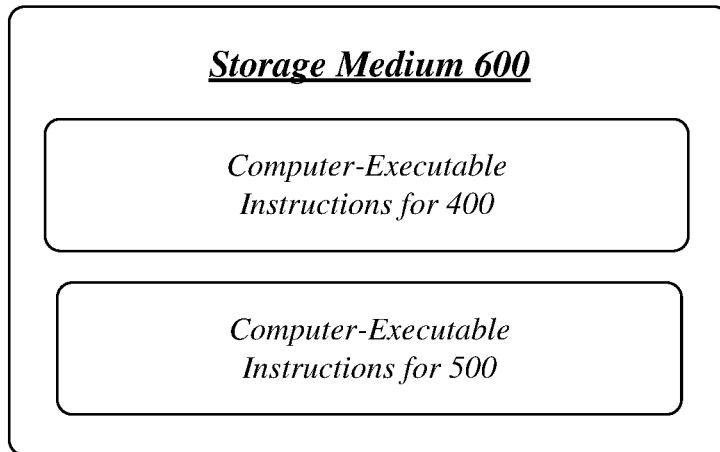 Storage Medium 600
Computer-Executable
Instructions for 400
Computer-Executable
Instructions for 500